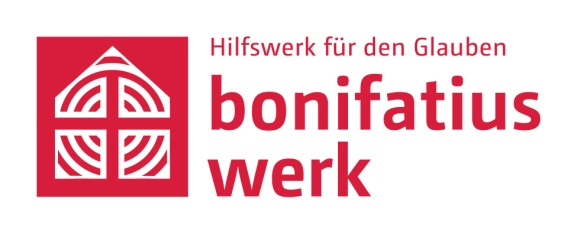 Hilfswerk für den Glauben
bonifatius
werk